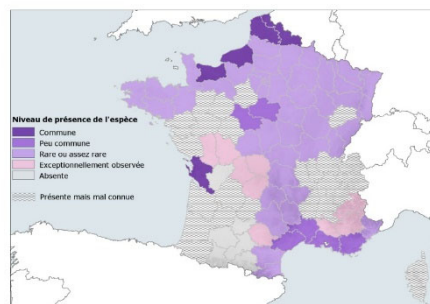 Niveau de présence de l'espèce
Commune
Peu commune
Rare ou assez rare
Exceptionnellement observée
Absente
Présente mais mal connue